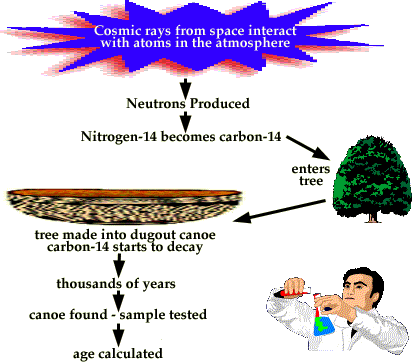 Cosmic rays from space interact
with atoms in the atmosphere
Neutrons Produced
Nitrogen-14 becomes carbon-14
enters
tree
tree made into dugout canoe
carbon-14 starts to decay
thousands of years
canoe found - sample tested
age calculated